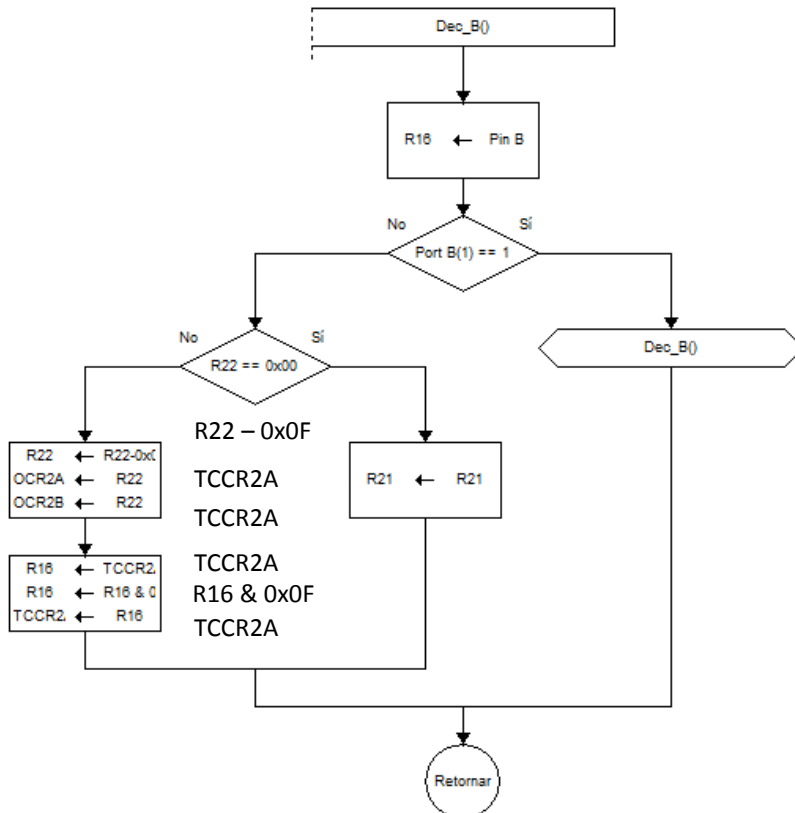 Dec_B()
R16 ← Pin B
No Sí
Port B(1) == 1
No Sí
R22 == 0x00
Dec_B()
R22 – 0x0F
R22 ← R22-0x0
OCR2A ← R22
OCR2B ← R22
TCCR2A
TCCR2A
R21 ← R21
R16 ← TCCR2
R16 ← R16 & 0
TCCR2 ← R16
TCCR2A
R16 & 0x0F
TCCR2A
Retornar